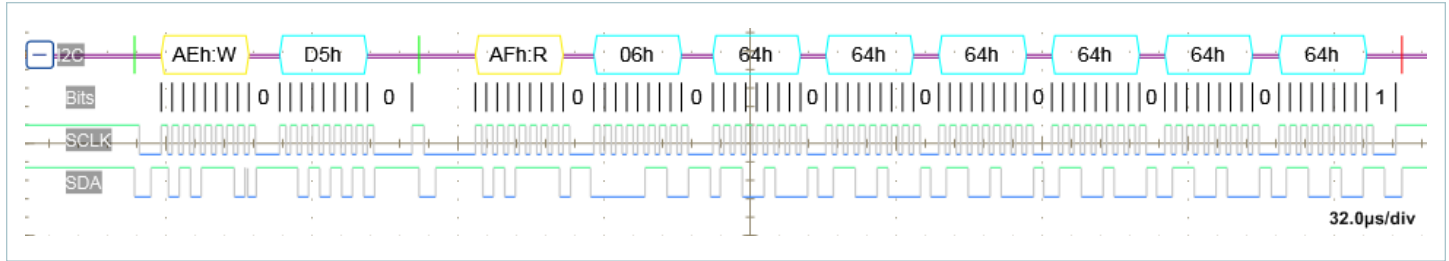 I2C AEh:W D5h AFh:R 06h 64h 64h 64h 64h 64h 64h
Bits 0 0 0 0 0 0 0 0 0 1
SCLK
SDA
32.0µs/div